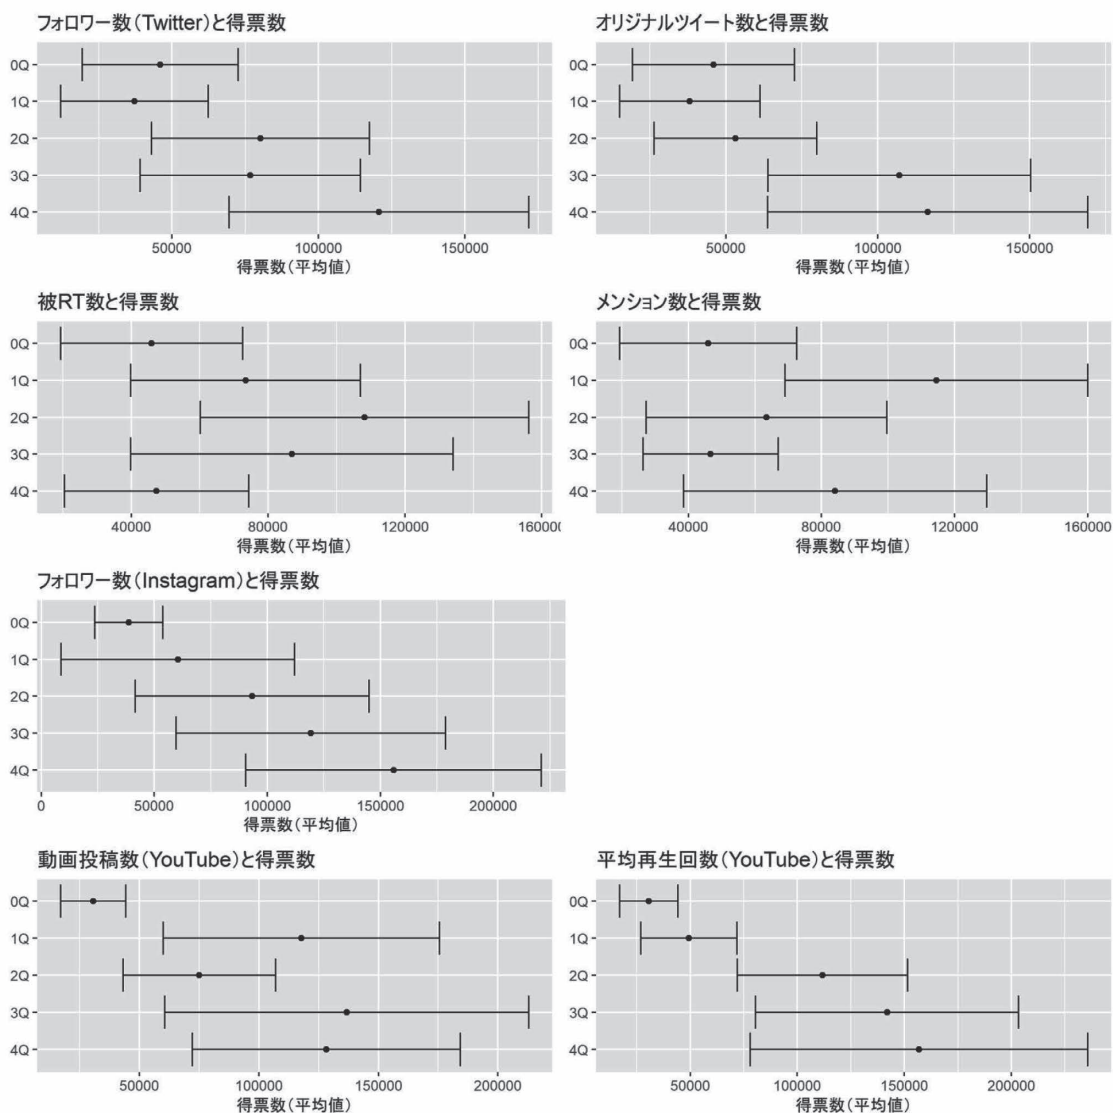 フォロワー数（Twitter）と得票数
0Q
1Q
2Q
3Q
4Q
50000 100000 150000
得票数（平均値）
オリジナルツイート数と得票数
0Q
1Q
2Q
3Q
4Q
50000 100000 150000
得票数（平均値）
被RT数と得票数
0Q
1Q
2Q
3Q
4Q
40000 80000 120000 160000
得票数（平均値）
メンション数と得票数
0Q
1Q
2Q
3Q
4Q
40000 80000 120000 160000
得票数（平均値）
フォロワー数（Instagram）と得票数
0Q
1Q
2Q
3Q
4Q
0 50000 100000 150000 200000
得票数（平均値）
動画投稿数（YouTube）と得票数
0Q
1Q
2Q
3Q
4Q
50000 100000 150000 200000
得票数（平均値）
平均再生回数（YouTube）と得票数
0Q
1Q
2Q
3Q
4Q
50000 100000 150000 200000
得票数（平均値）